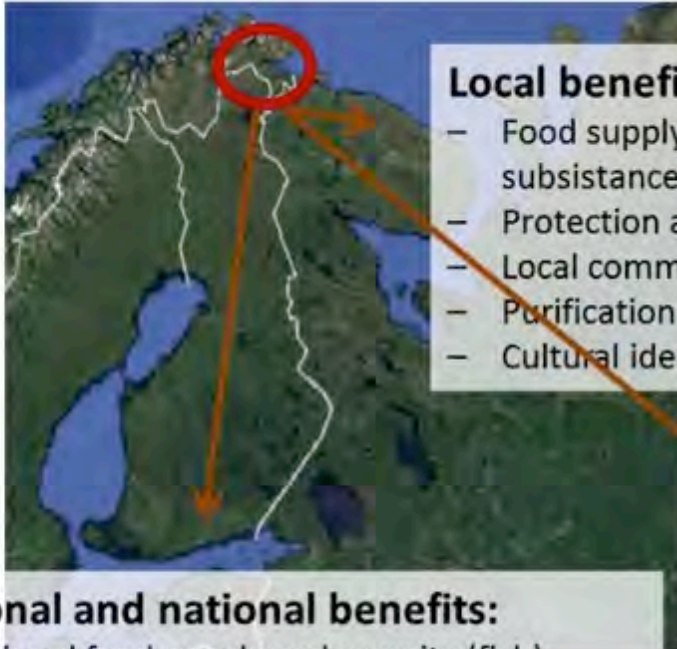 Local benefi
– Food supply
subsistance
– Protection a
– Local comm
– Purification
– Cultural ide
onal and national benefits: